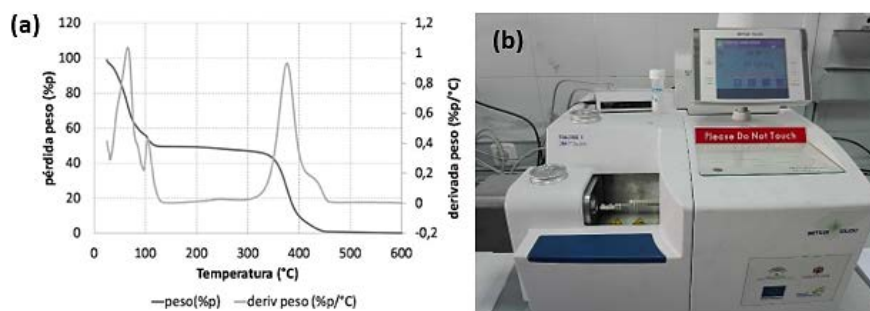 (a)
120
100
80
60
40
20
0
1,2
1
0,8
0,6
0,4
0,2
0
-0,2
pérdida peso (%p)
derivada peso (%p/°C)
0 100 200 300 400 500 600
Temperatura (°C)
peso(%p) deriv peso (%p/°C)
(b)
METTLER TOLEDO
Please Do Not Touch
METTLER TOLEDO